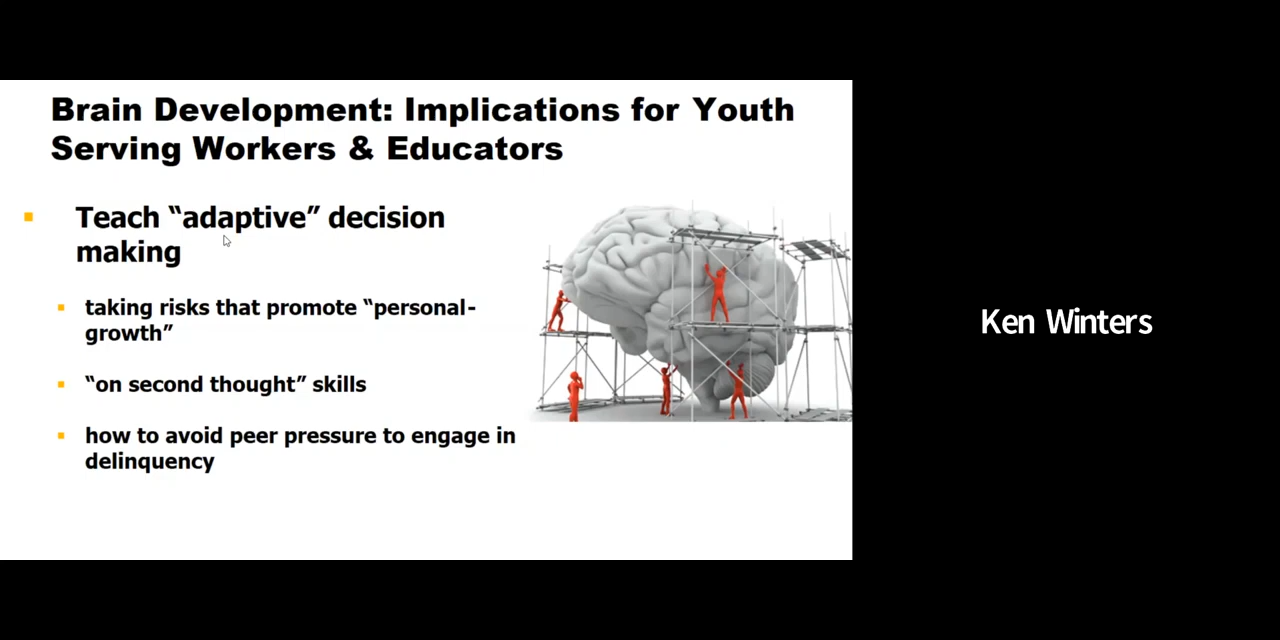 Brain Development: Implications for Youth
Serving Workers & Educators
Teach “adaptive” decision
making
taking risks that promote “personal-
growth”
“on second thought” skills
how to avoid peer pressure to engage in
delinquency
Ken Winters